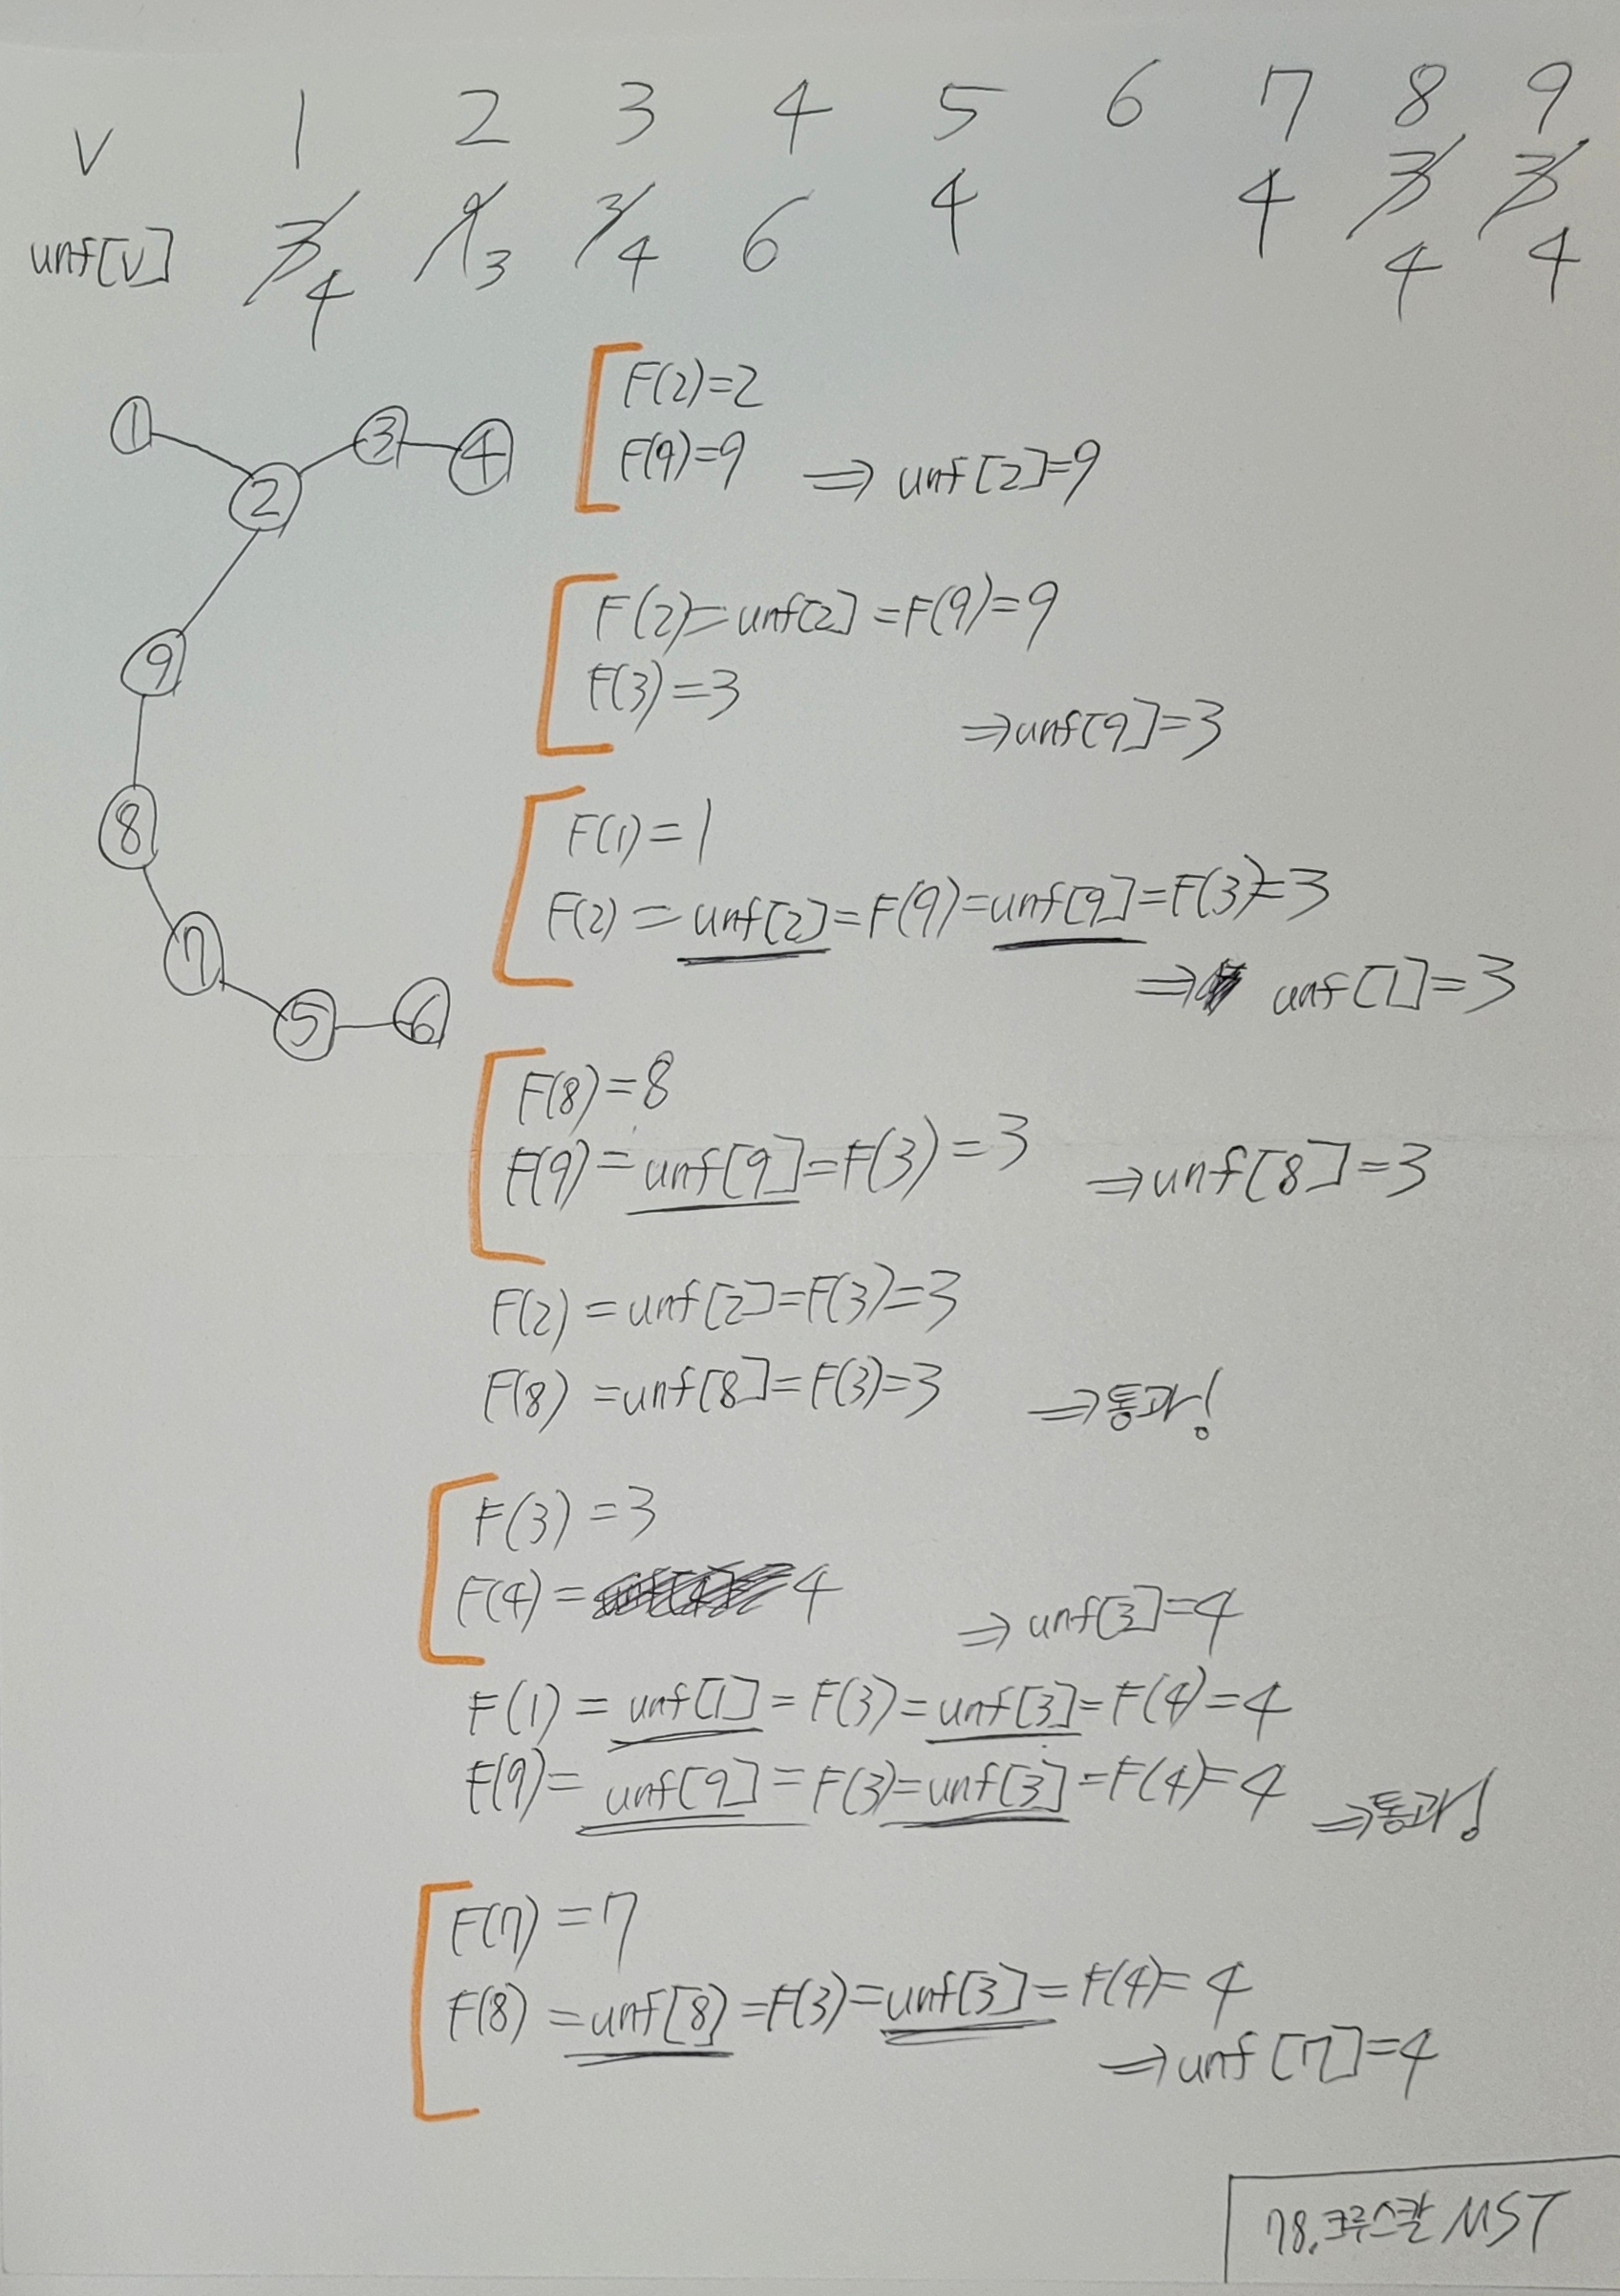 V 1 2 3 4 5 6 7 8 9
unf[v] 3 4 9 3 3 4 6 4 4 3 4 3 4
1 2 3 4
9
8
7
5 6
F(2)=2
F(9)=9 ⇒ unf[2]=9
F(2)=unf[2]=F(9)=9
F(3)=3
⇒unf[9]=3
F(1)=1
F(2)=unf[2]=F(9)=unf[9]=F(3)=3
⇒ unf[1]=3
F(8)=8
F(9)=unf[9]=F(3)=3 ⇒unf[8]=3
F(2)=unf[2]=F(3)=3
F(8)=unf[8]=F(3)=3 ⇒통과!
F(3)=3
F(4)=4 ⇒unf[3]=4
F(1)=unf[1]=F(3)=unf[3]=F(4)=4
F(9)=unf[9]=F(3)=unf[3]=F(4)=4 ⇒통과!
F(7)=7
F(8)=unf[8]=F(3)=unf[3]=F(4)=4
⇒unf[7]=4
78.크루스칼 MST